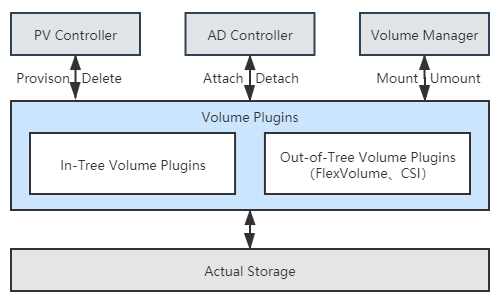 PV Controller
AD Controller
Volume Manager
Provison Delete
Attach Detach
Mount Umount
Volume Plugins
In-Tree Volume Plugins
Out-of-Tree Volume Plugins
(FlexVolume、CSI)
Actual Storage